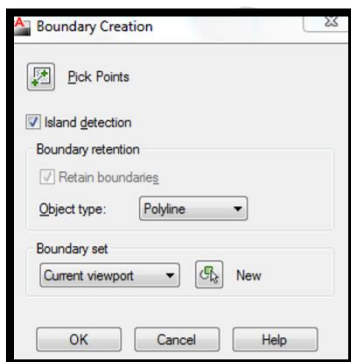 Boundary Creation
Pick Points
Island detection
Boundary retention
Retain boundaries
Object type: Polyline
Boundary set
Current viewport New
OK Cancel Help